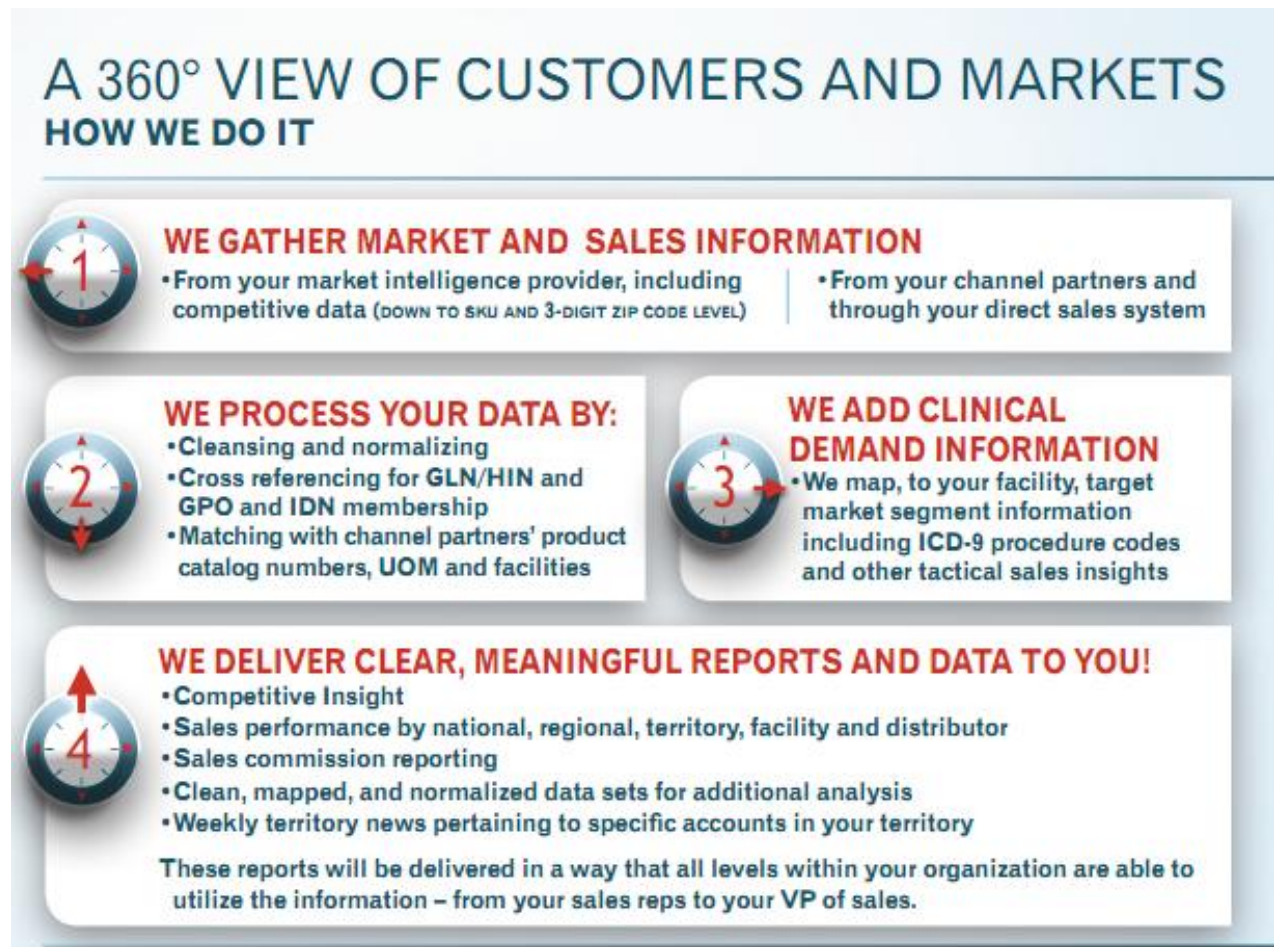 A 360° VIEW OF CUSTOMERS AND MARKETS
HOW WE DO IT
1
WE GATHER MARKET AND SALES INFORMATION
•From your market intelligence provider, including
competitive data (DOWN TO SKU AND 3-DIGIT ZIP CODE LEVEL)
•From your channel partners and
through your direct sales system
2
WE PROCESS YOUR DATA BY:
•Cleansing and normalizing
•Cross referencing for GLN/HIN and
GPO and IDN membership
•Matching with channel partners' product
catalog numbers, UOM and facilities
3
WE ADD CLINICAL
DEMAND INFORMATION
•We map, to your facility, target
market segment information
including ICD-9 procedure codes
and other tactical sales insights
4
WE DELIVER CLEAR, MEANINGFUL REPORTS AND DATA TO YOU!
•Competitive Insight
•Sales performance by national, regional, territory, facility and distributor
•Sales commission reporting
•Clean, mapped, and normalized data sets for additional analysis
•Weekly territory news pertaining to specific accounts in your territory
These reports will be delivered in a way that all levels within your organization are able to
utilize the information – from your sales reps to your VP of sales.